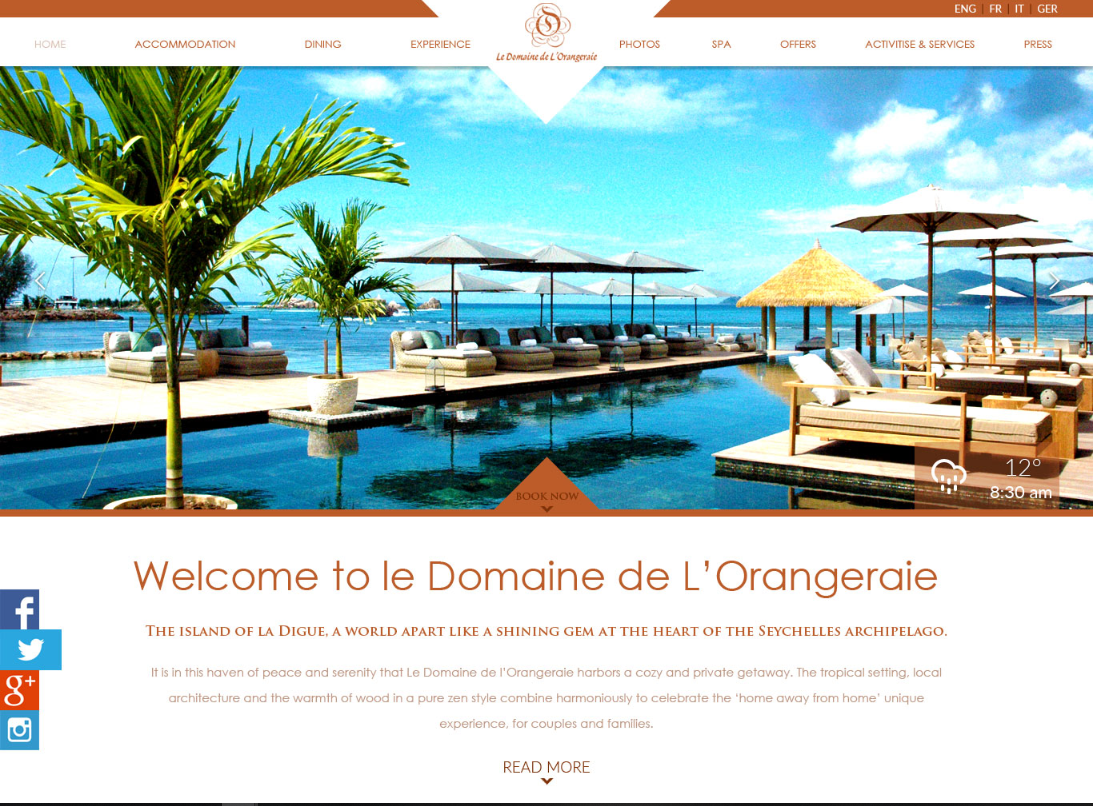 ENG | FR | IT | GER
HOME ACCOMMODATION DINING EXPERIENCE Le Domaine de L'Orangeraie PHOTOS SPA OFFERS ACTIVITISE & SERVICES PRESS
12°
8:30 am
BOOK NOW
Welcome to le Domaine de L'Orangeraie
The island of la Digue, a world apart like a shining gem at the heart of the Seychelles archipelago.
It is in this haven of peace and serenity that Le Domaine de l'Orangeraie harbors a cozy and private getaway. The tropical setting, local
architecture and the warmth of wood in a pure zen style combine harmoniously to celebrate the 'home away from home' unique
experience, for couples and families.
READ MORE